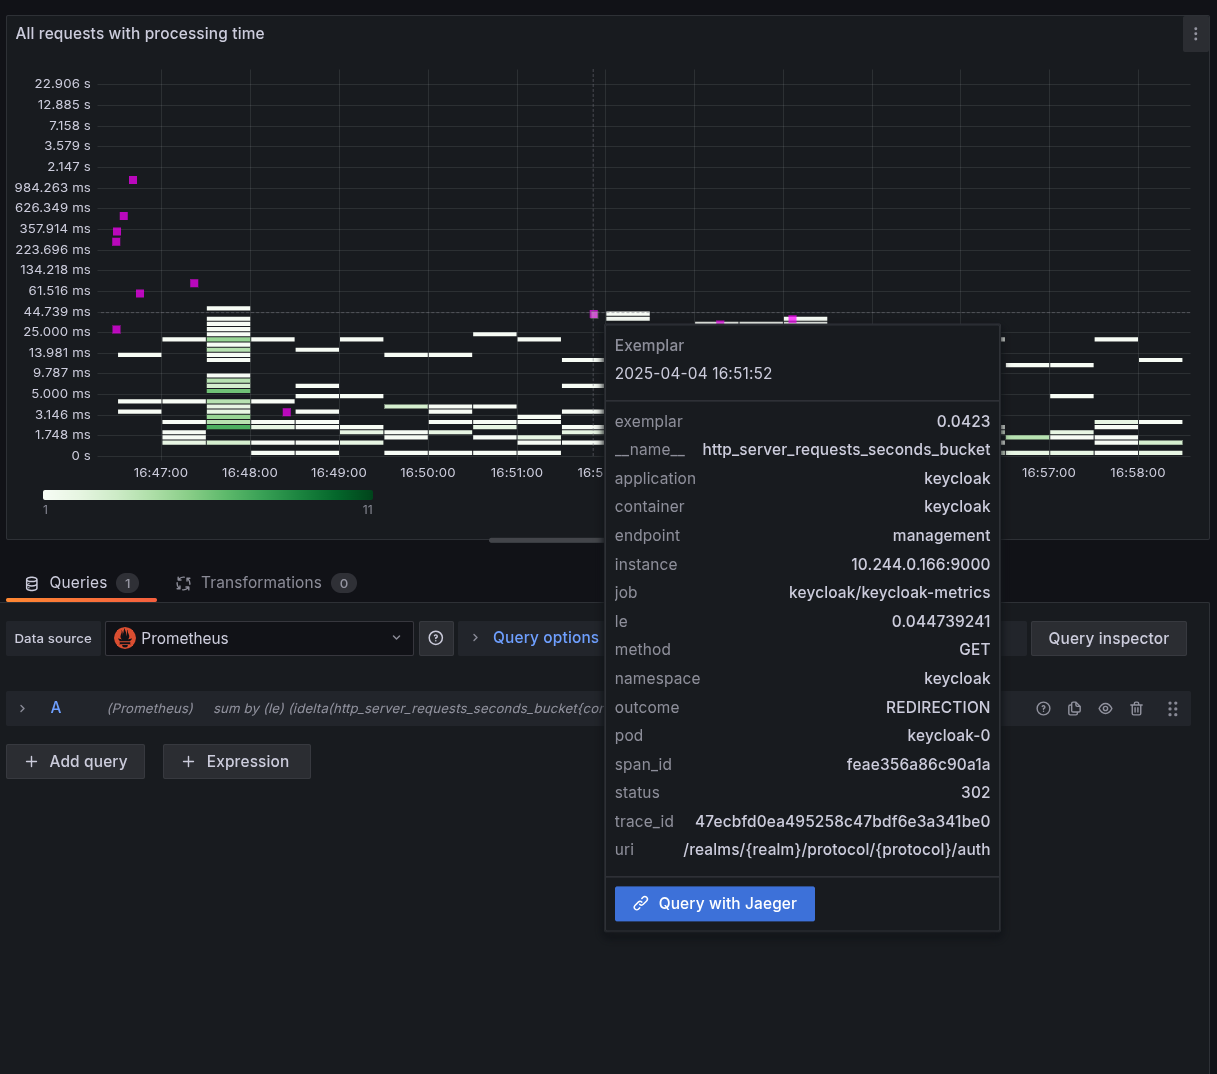 All requests with processing time
22.906 s
12.885 s
7.158 s
3.579 s
2.147 s
984.263 ms
626.349 ms
357.914 ms
223.696 ms
134.218 ms
61.516 ms
44.739 ms
25.000 ms
13.981 ms
9.787 ms
5.000 ms
3.146 ms
1.748 ms
0 s
16:47:00 16:48:00 16:49:00 16:50:00 16:51:00 16:5 16:57:00 16:58:00
1 11
Exemplar
2025-04-04 16:51:52
exemplar 0.0423
__name__ http_server_requests_seconds_bucket
application keycloak
container keycloak
endpoint management
instance 10.244.0.166:9000
job keycloak/keycloak-metrics
le 0.044739241
method GET
namespace keycloak
outcome REDIRECTION
pod keycloak-0
span_id feae356a86c90a1a
status 302
trace_id 47ecbfd0ea495258c47bdf6e3a341be0
uri /realms/{realm}/protocol/{protocol}/auth
Query with Jaeger
Queries 1 Transformations 0
Data source Prometheus Query options Query inspector
A (Prometheus) sum by (le) (idelta(http_server_requests_seconds_bucket{cor
+ Add query + Expression